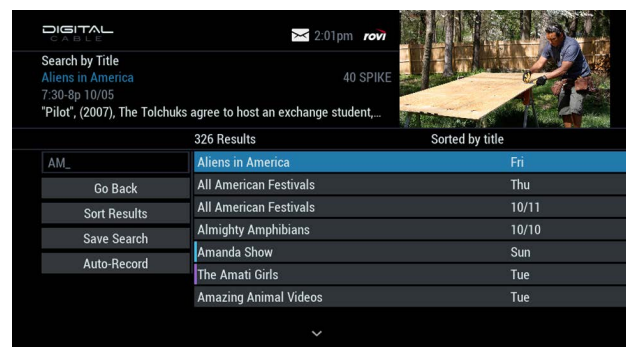 DIGITAL
CABLE
2:01pm rovi
Search by Title
Aliens in America 40 SPIKE
7:30-8p 10/05
"Pilot", (2007), The Tolchuks agree to host an exchange student,...
326 Results Sorted by title
AM_
Go Back
Sort Results
Save Search
Auto-Record
Aliens in America Fri
All American Festivals Thu
All American Festivals 10/11
Almighty Amphibians 10/10
Amanda Show Sun
The Amati Girls Tue
Amazing Animal Videos Tue